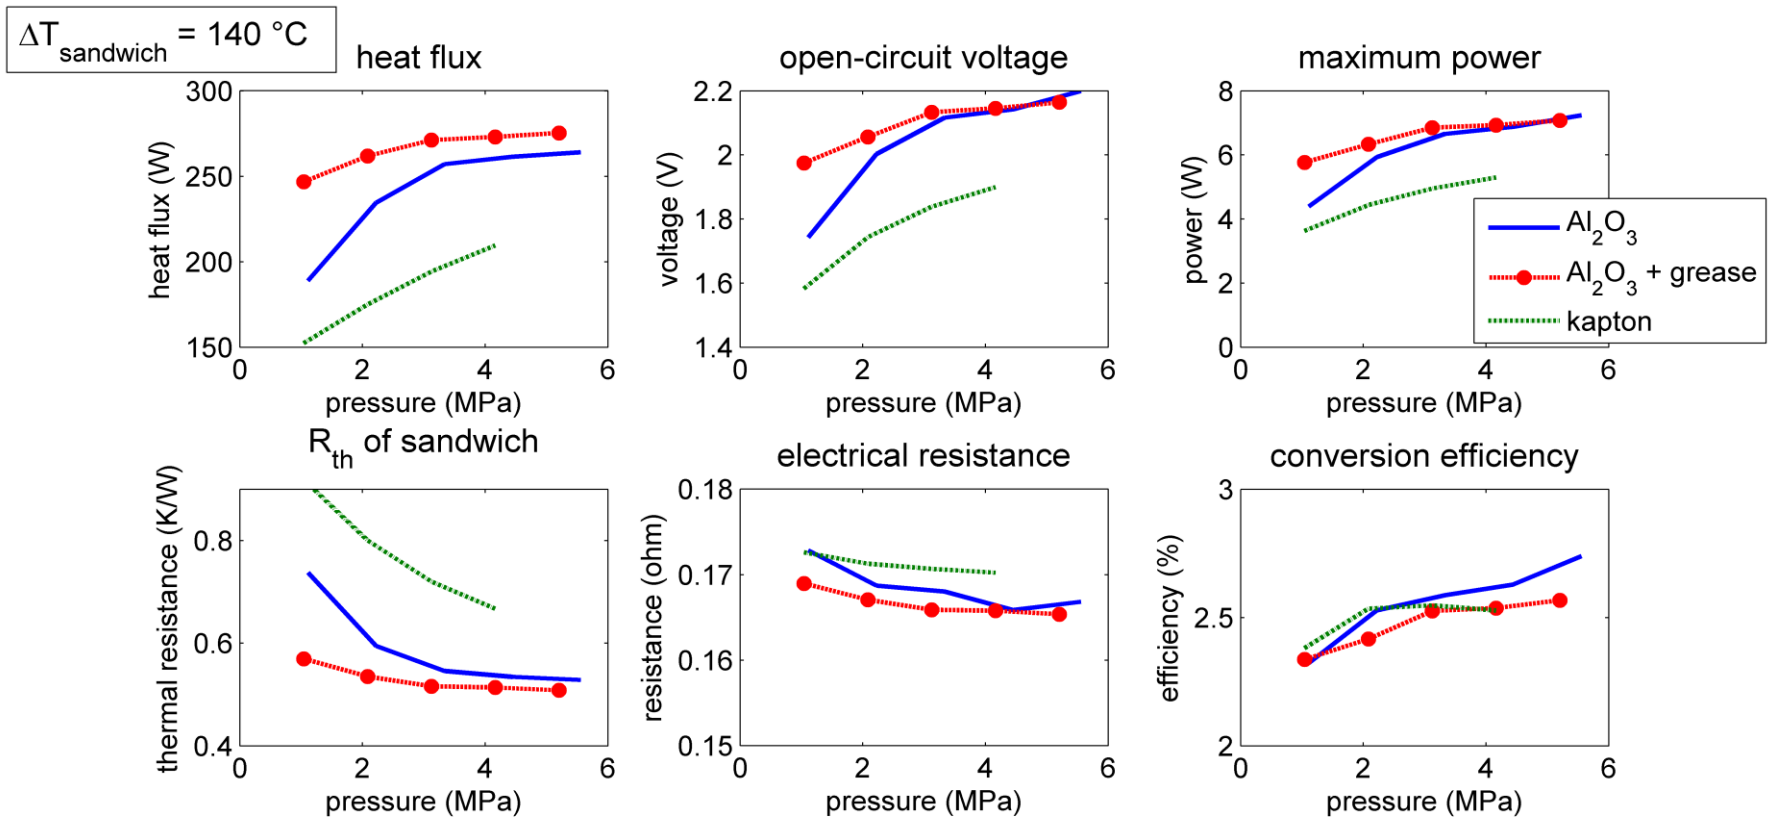 ΔTsandwich = 140 °C
heat flux
open-circuit voltage
maximum power
300
250
200
150
heat flux (W)
0 2 4 6
pressure (MPa)
2.2
2
1.8
1.6
1.4
voltage (V)
0 2 4 6
pressure (MPa)
8
6
4
2
0
power (W)
0 2 4 6
pressure (MPa)
Al2O3
Al2O3 + grease
kapton
Rth of sandwich
electrical resistance
conversion efficiency
0.8
0.6
0.4
thermal resistance (K/W)
0 2 4 6
pressure (MPa)
0.18
0.17
0.16
0.15
resistance (ohm)
0 2 4 6
pressure (MPa)
3
2.5
2
efficiency (%)
0 2 4 6
pressure (MPa)